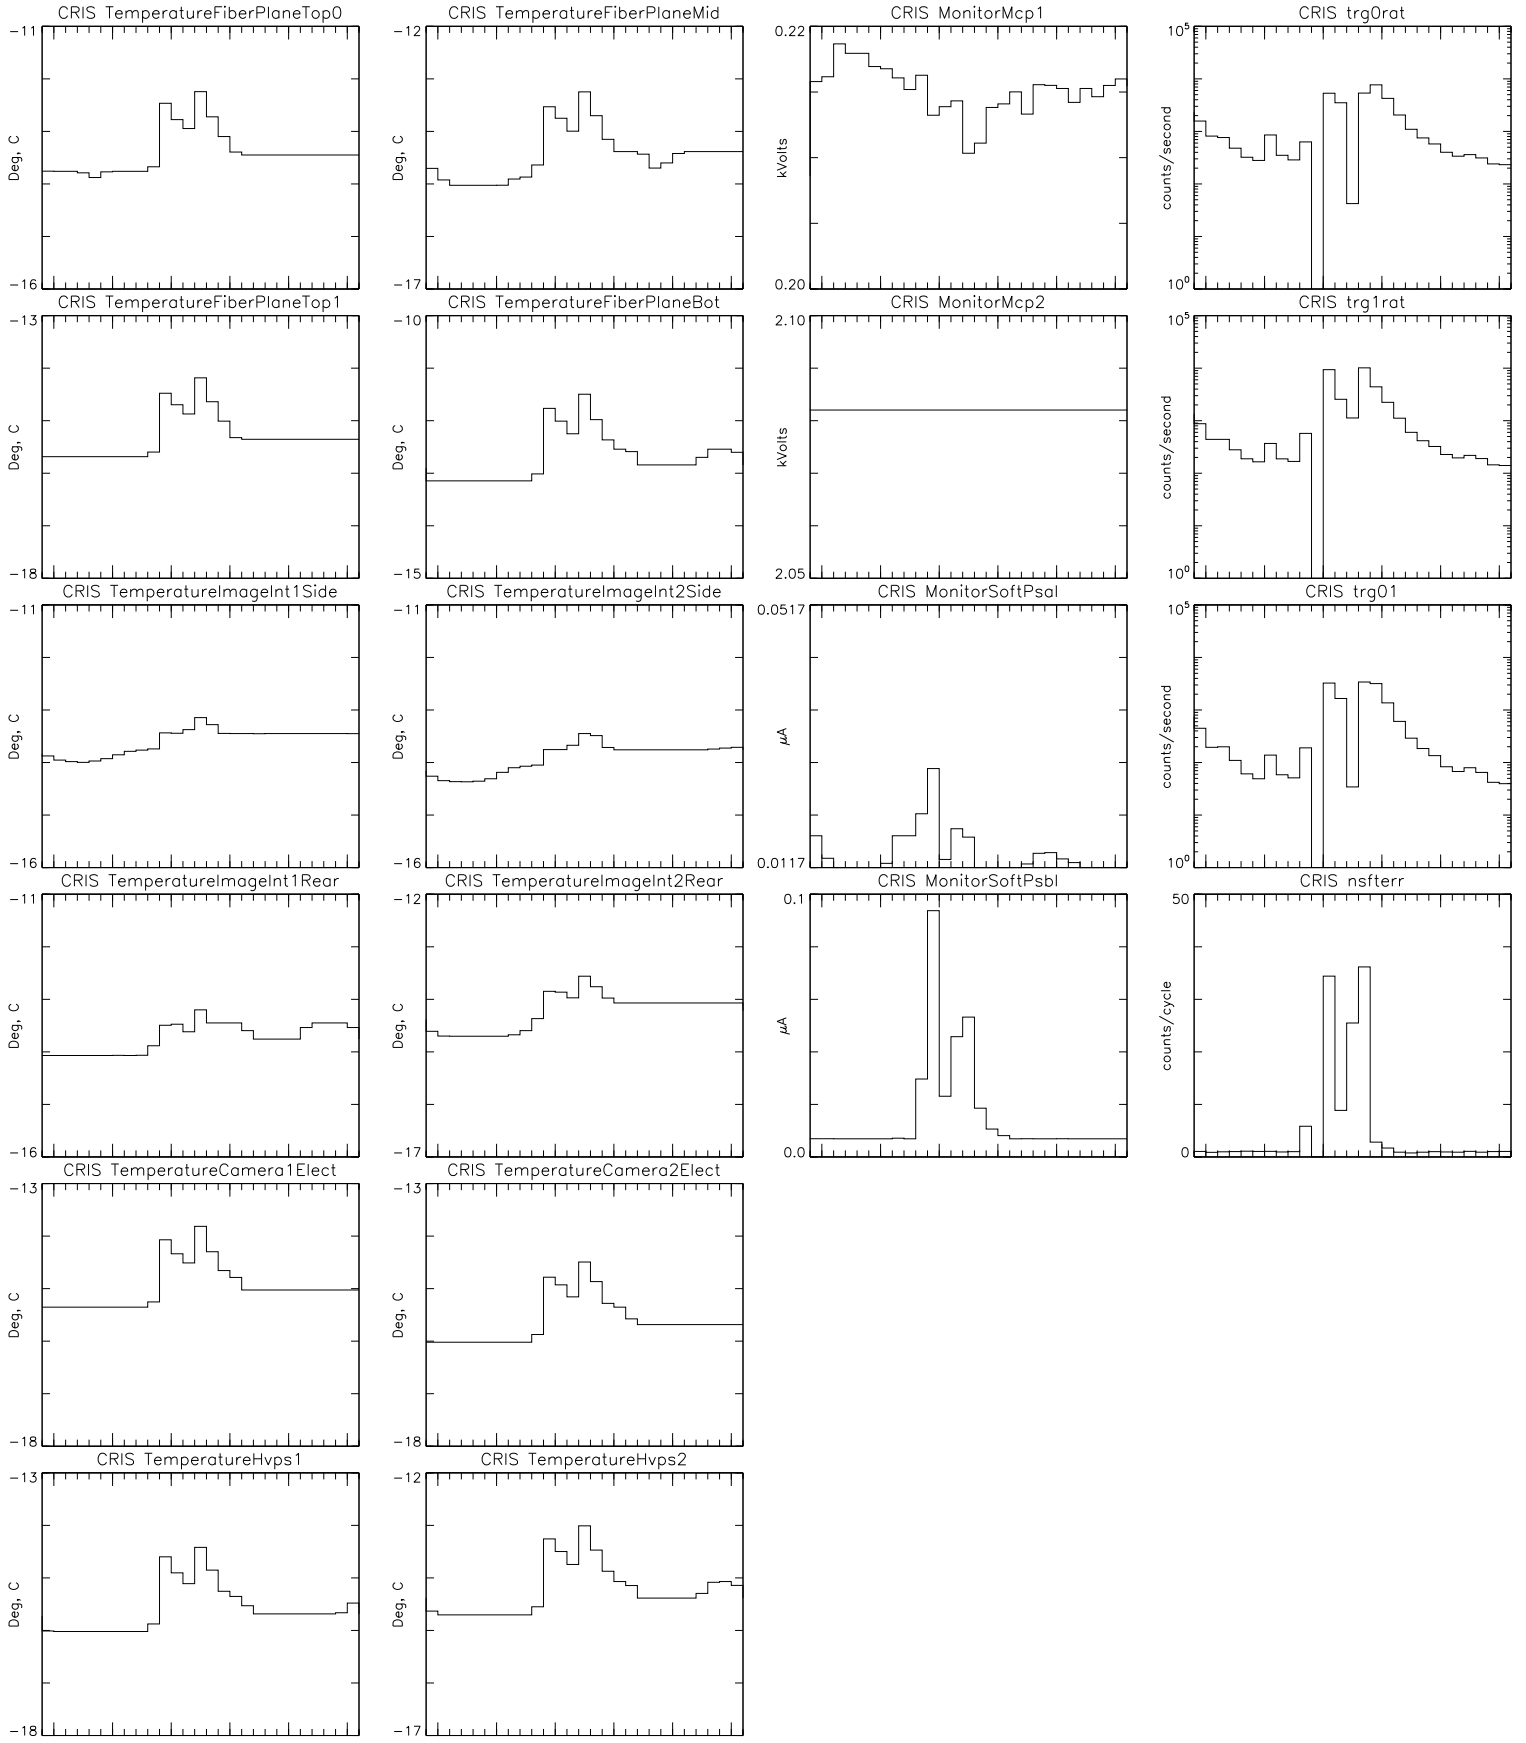 CRIS TemperatureFiberPlaneTop0
-11
Deg, C
-16
CRIS TemperatureFiberPlaneMid
-12
Deg, C
-17
CRIS MonitorMcp1
0.22
kVolts
0.20
CRIS trg0rat
10^5
counts/second
10^0
CRIS TemperatureFiberPlaneTop1
-13
Deg, C
-18
CRIS TemperatureFiberPlaneBot
-10
Deg, C
-15
CRIS MonitorMcp2
2.10
kVolts
2.05
CRIS trg1rat
10^5
counts/second
10^0
CRIS TemperatureImageInt1Side
-11
Deg, C
-16
CRIS TemperatureImageInt2Side
-11
Deg, C
-16
CRIS MonitorSoftPsaI
0.0517
μA
0.0117
CRIS trg01
10^5
counts/second
10^0
CRIS TemperatureImageInt1Rear
-11
Deg, C
-16
CRIS TemperatureImageInt2Rear
-12
Deg, C
-17
CRIS MonitorSoftPsbI
0.1
μA
0.0
CRIS nsfterr
50
counts/cycle
0
CRIS TemperatureCamera1Elect
-13
Deg, C
-18
CRIS TemperatureCamera2Elect
-13
Deg, C
-18
CRIS TemperatureHvps1
-13
Deg, C
-18
CRIS TemperatureHvps2
-12
Deg, C
-17